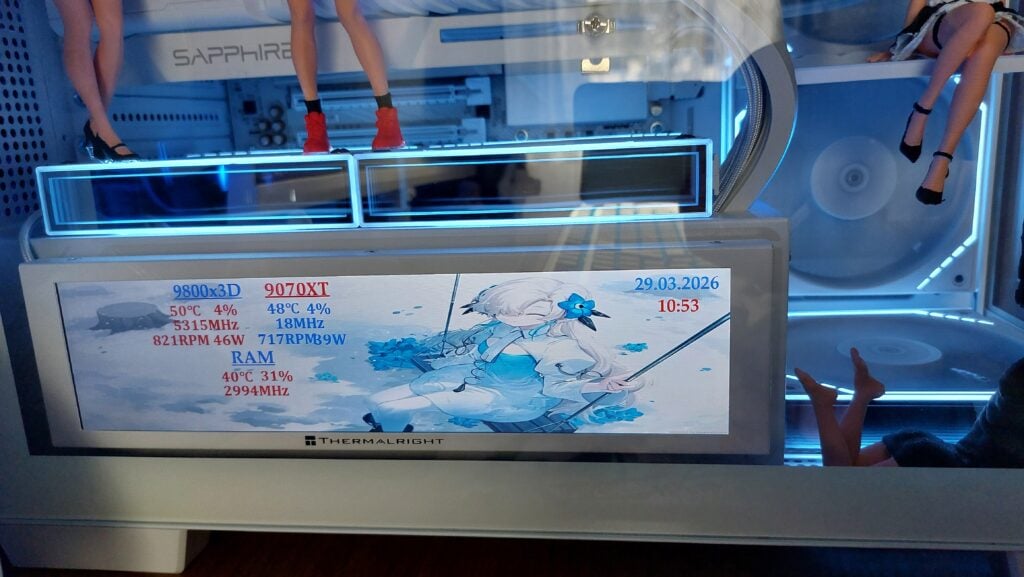 SAPPHIRE
9800x3D 9070XT
50℃ 4% 48℃ 4%
5315MHz 18MHz
821RPM 46W 717RPM39W
RAM
40℃ 31%
2994MHz
29.03.2026
10:53
THERMALRIGHT